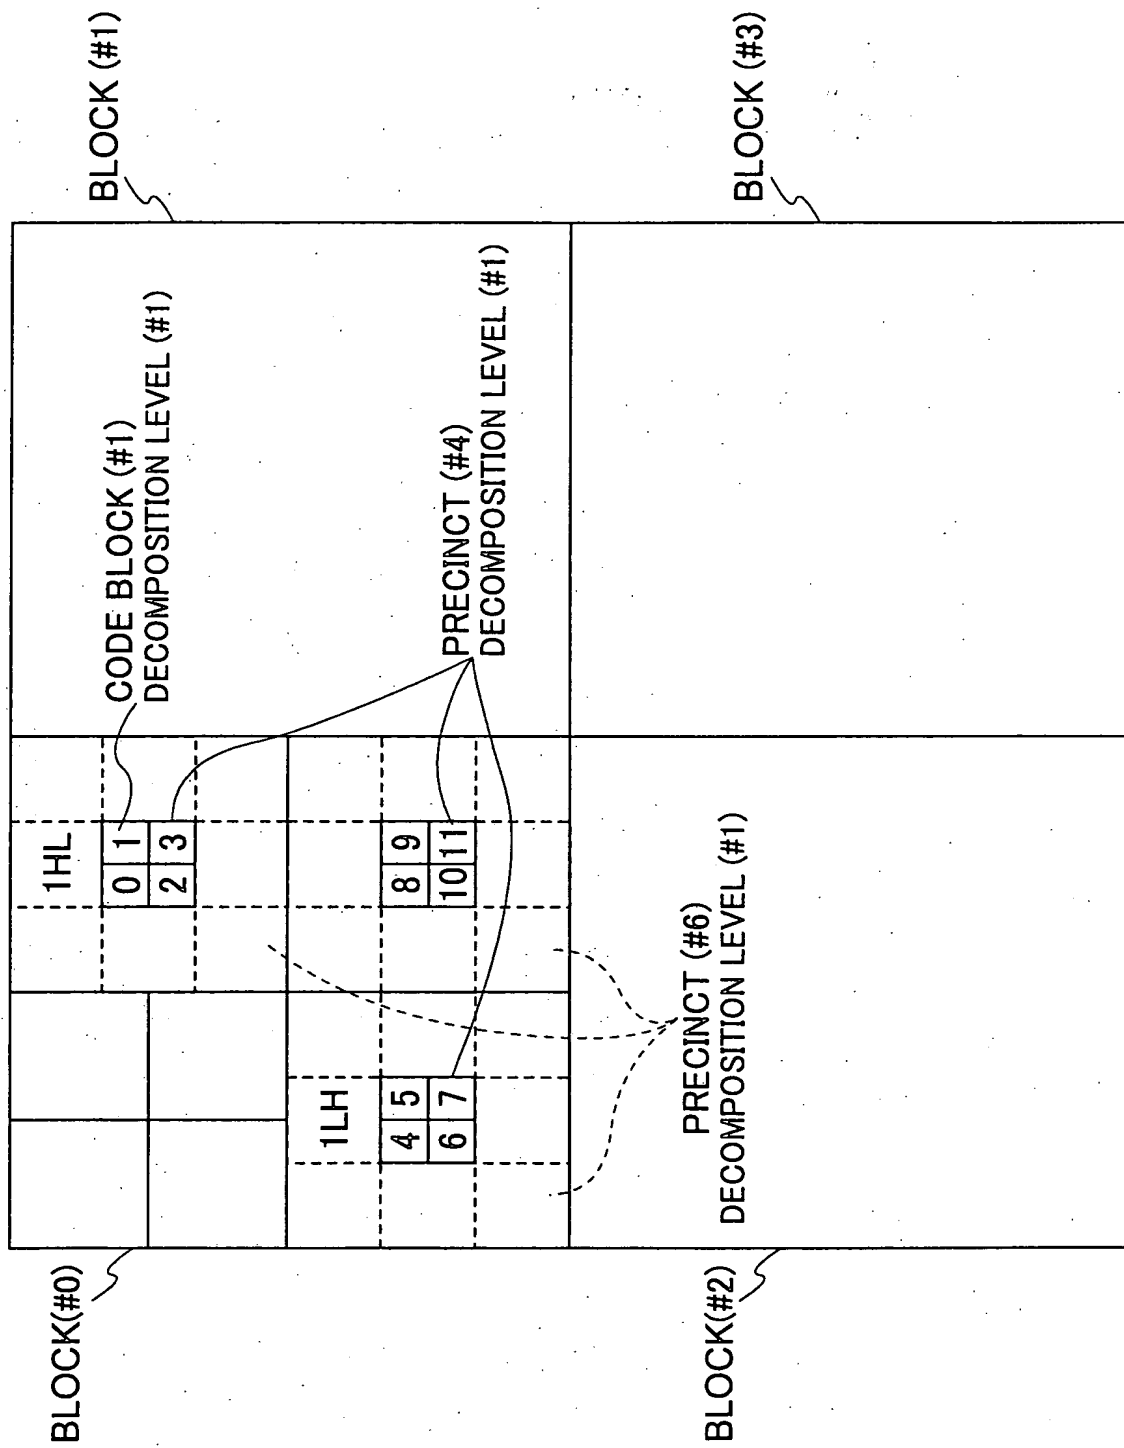 BLOCK(#0)
BLOCK (#1)
BLOCK(#2)
BLOCK (#3)
1HL
0 1
2 3
CODE BLOCK (#1)
DECOMPOSITION LEVEL (#1)
1LH
4 5
6 7
8 9
10 11
PRECINCT (#4)
DECOMPOSITION LEVEL (#1)
PRECINCT (#6)
DECOMPOSITION LEVEL (#1)